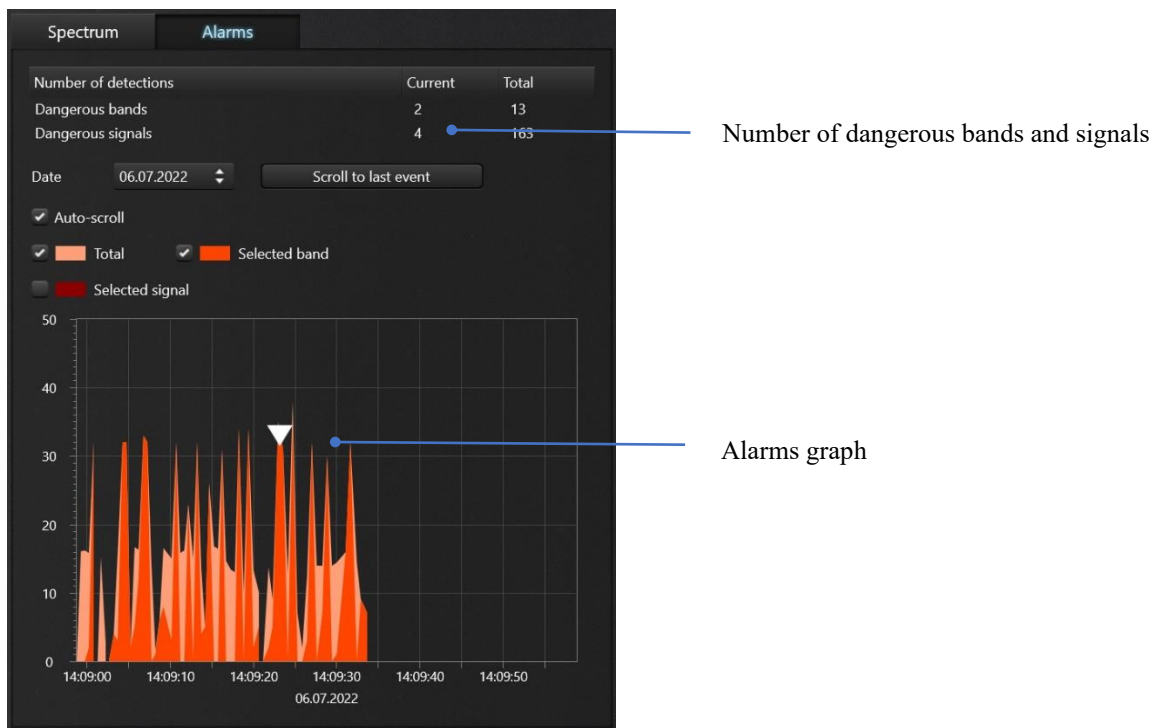 Spectrum Alarms
Number of detections Current Total
Dangerous bands 2 13
Dangerous signals 4 163
Number of dangerous bands and signals
Date 06.07.2022 Scroll to last event
Auto-scroll
Total Selected band
Selected signal
50
40
30
Alarms graph
20
10
0
14:09:00 14:09:10 14:09:20 14:09:30 14:09:40 14:09:50
06.07.2022